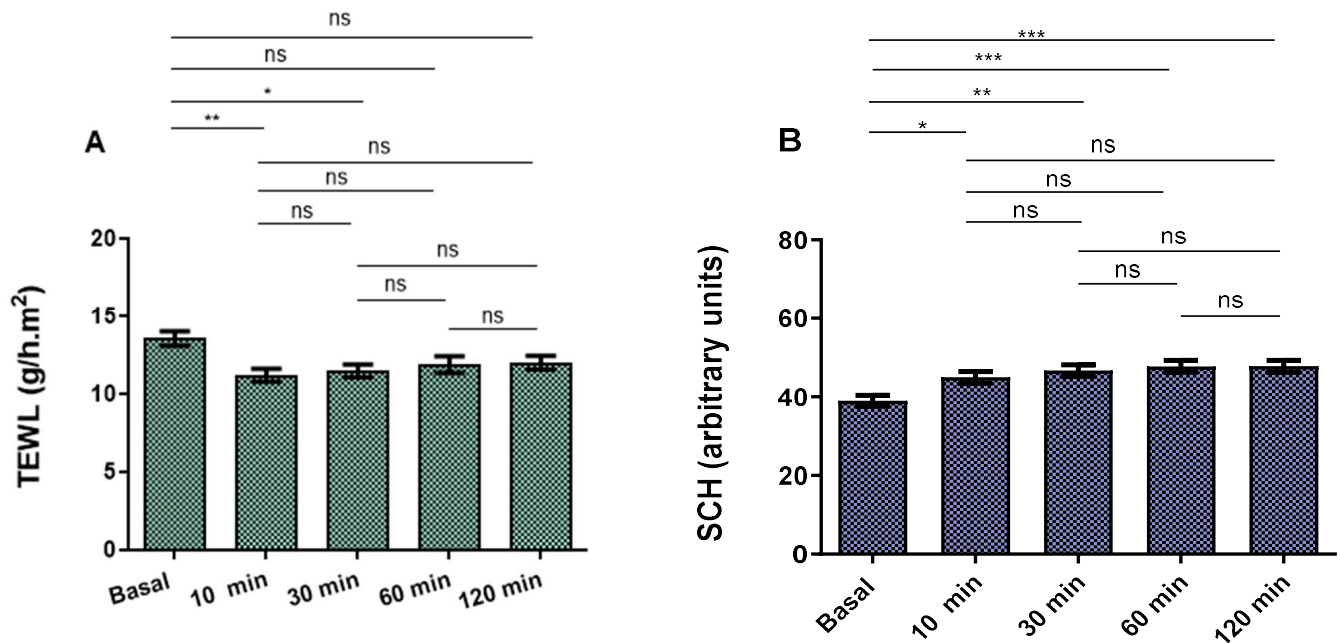 ns
ns
*
**
A
ns
ns
ns
ns
ns
ns
20
15
10
5
0
TEWL (g/h.m²)
Basal
10 min
30 min
60 min
120 min
***
***
**
*
B
ns
ns
ns
ns
ns
ns
80
60
40
20
0
SCH (arbitrary units)
Basal
10 min
30 min
60 min
120 min